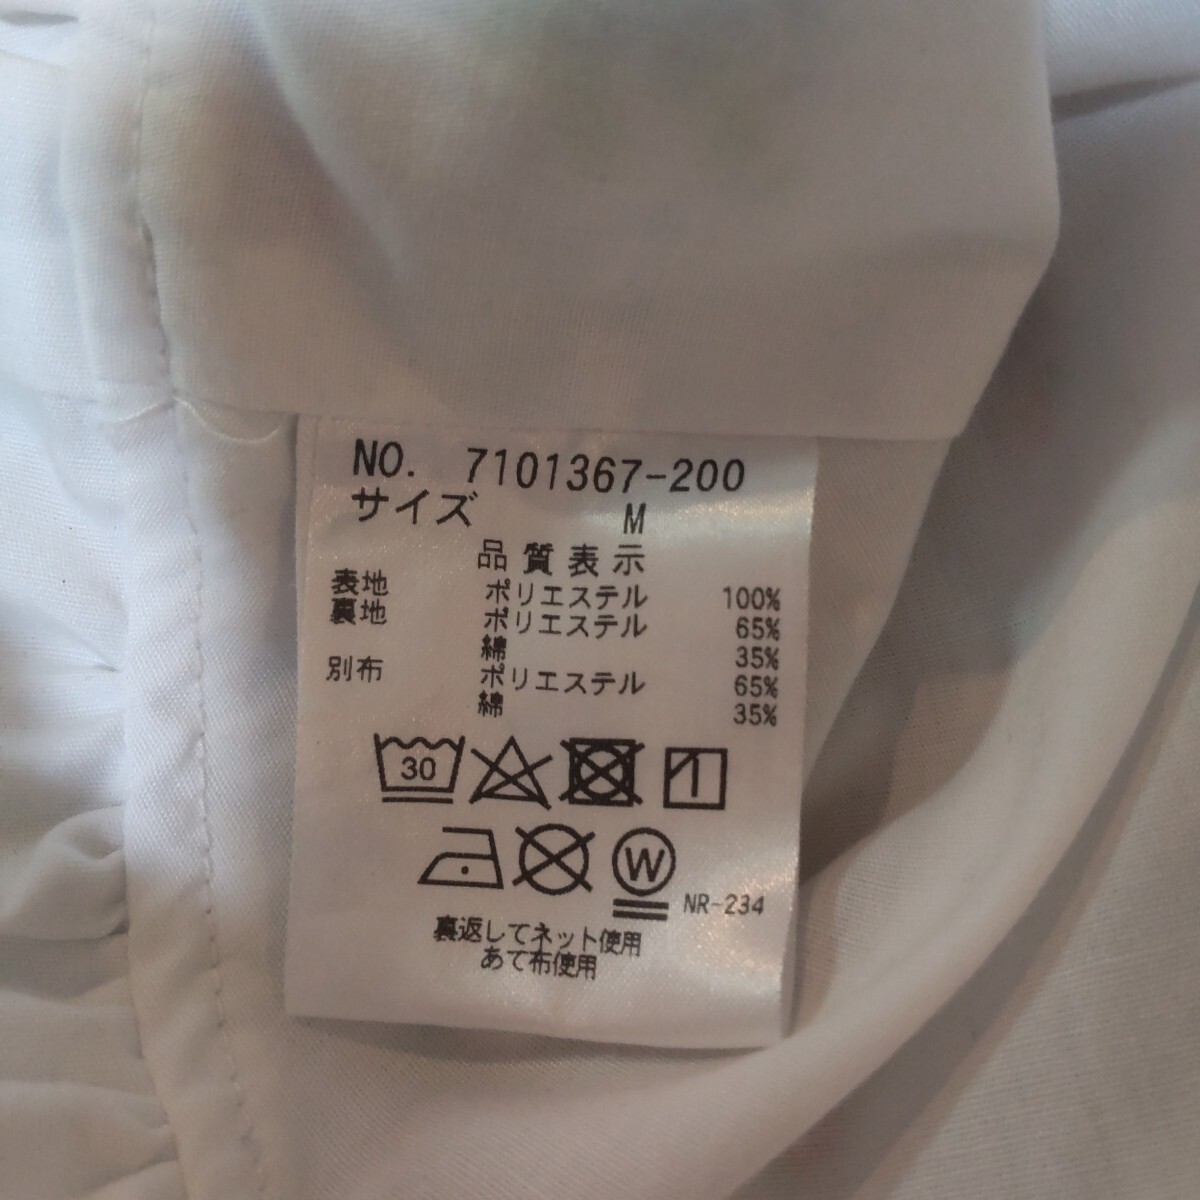 NO. 7101367-200
サイズ M
品質表示
表地 ポリエステル 100%
裏地 ポリエステル 65%
綿 35%
別布 ポリエステル 65%
綿 35%
30
W NR-234
裏返してネット使用
あて布使用